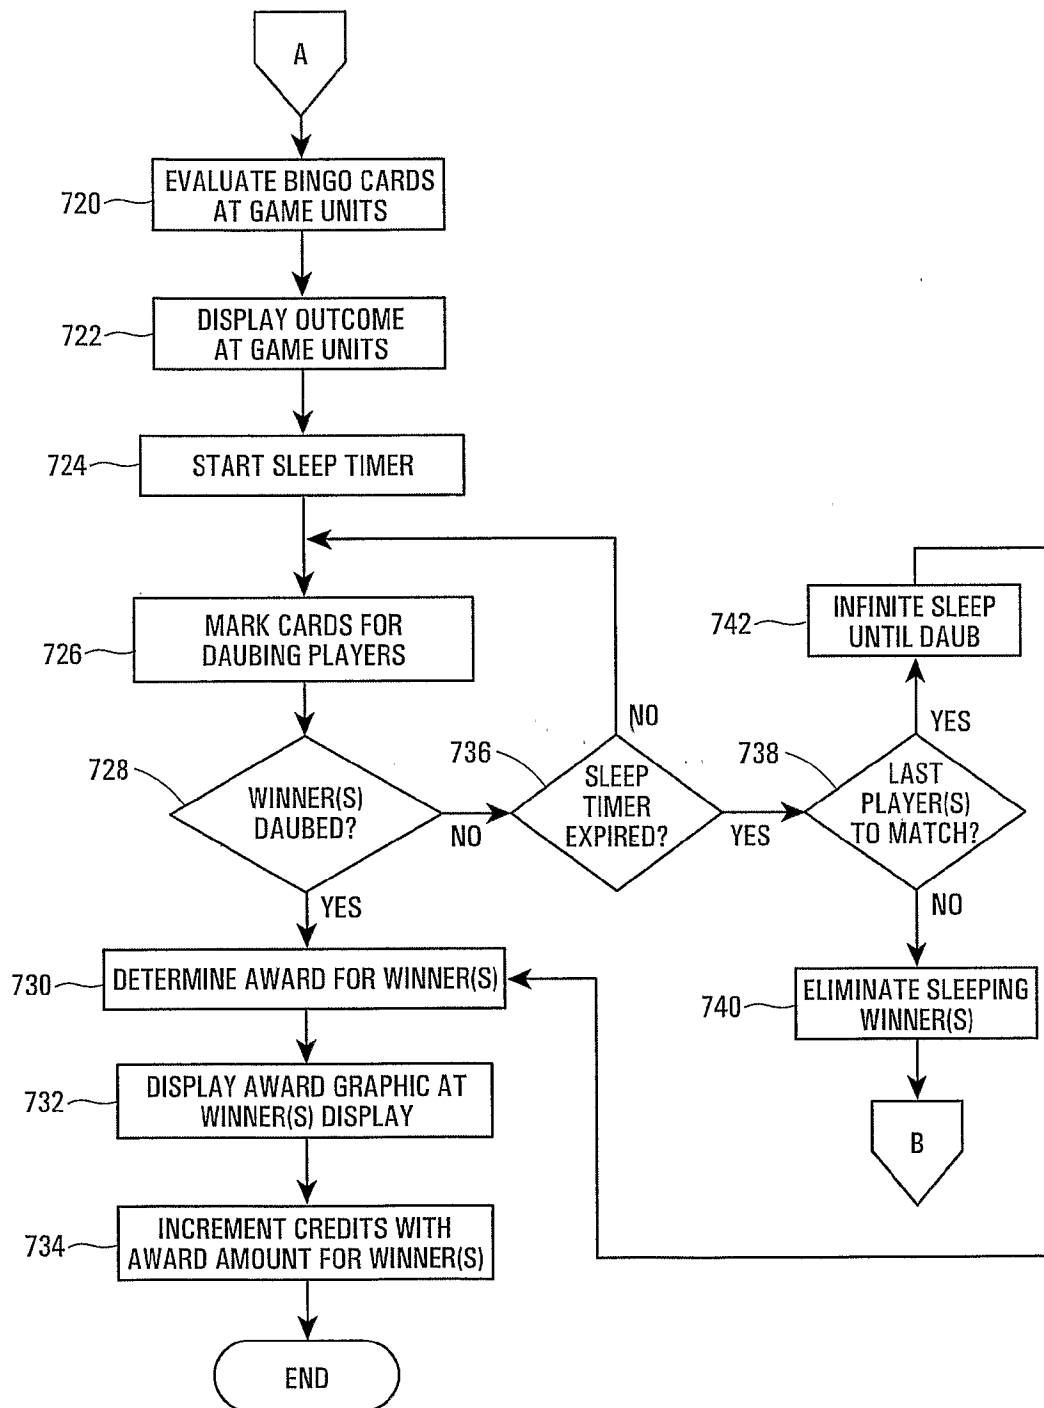 A
720
EVALUATE BINGO CARDS
AT GAME UNITS
722
DISPLAY OUTCOME
AT GAME UNITS
724
START SLEEP TIMER
726
MARK CARDS FOR
DAUBING PLAYERS
742
INFINITE SLEEP
UNTIL DAUB
728
WINNER(S)
DAUBED?
NO
YES
736
SLEEP
TIMER
EXPIRED?
NO
YES
738
LAST
PLAYER(S)
TO MATCH?
YES
NO
730
DETERMINE AWARD FOR WINNER(S)
740
ELIMINATE SLEEPING
WINNER(S)
732
DISPLAY AWARD GRAPHIC AT
WINNER(S) DISPLAY
B
734
INCREMENT CREDITS WITH
AWARD AMOUNT FOR WINNER(S)
END